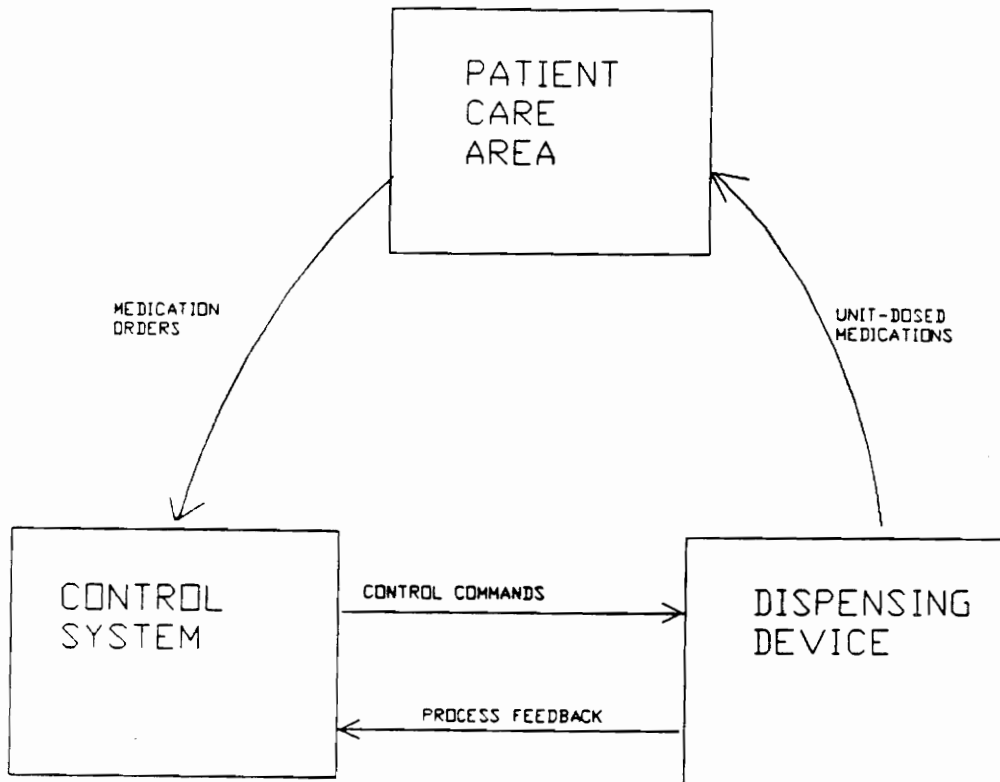 PATIENT
CARE
AREA
MEDICATION
ORDERS
UNIT-DOSED
MEDICATIONS
CONTROL
SYSTEM
CONTROL COMMANDS
DISPENSING
DEVICE
PROCESS FEEDBACK